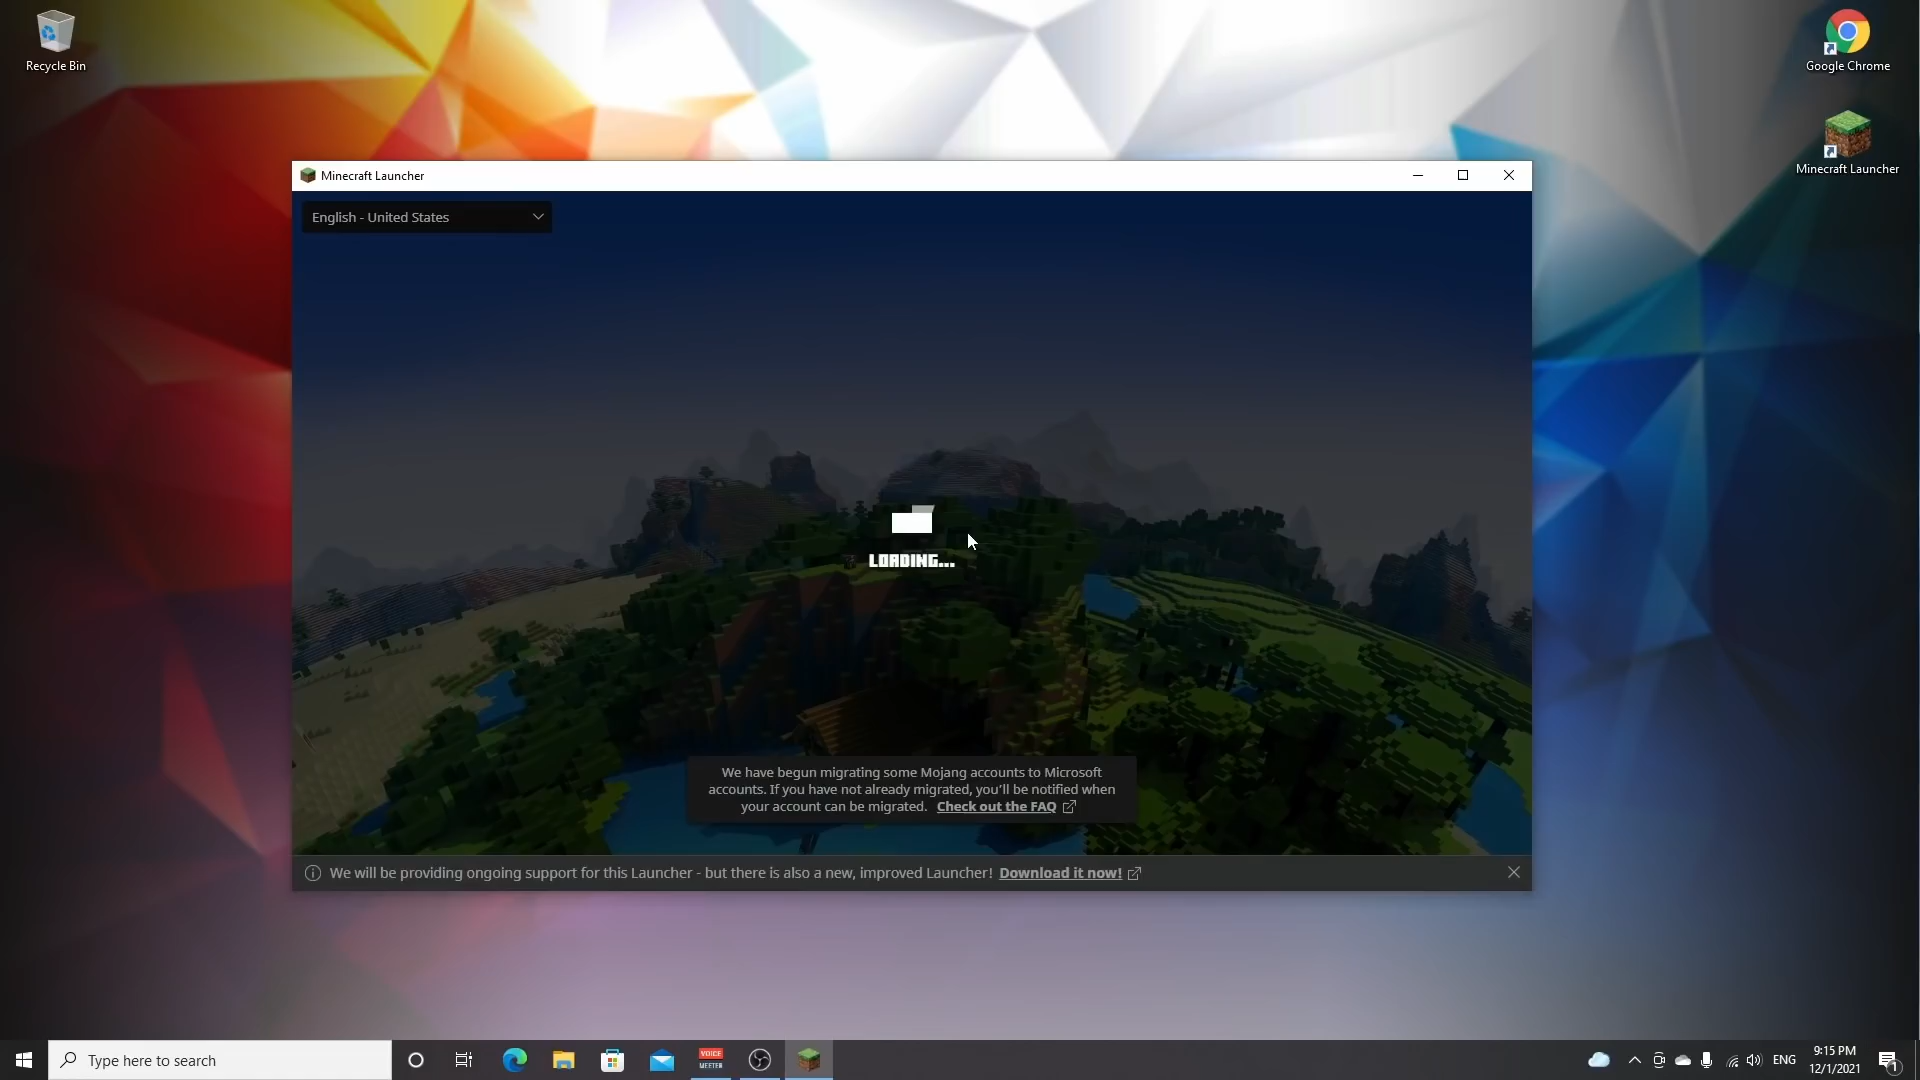 Recycle Bin
Google Chrome
Minecraft Launcher
Minecraft Launcher
English - United States
LOADING...
We have begun migrating some Mojang accounts to Microsoft
accounts. If you have not already migrated, you'll be notified when
your account can be migrated. Check out the FAQ
We will be providing ongoing support for this Launcher - but there is also a new, improved Launcher! Download it now!
Type here to search
VOICE
MEETER
ENG
9:15 PM
12/1/2021
1